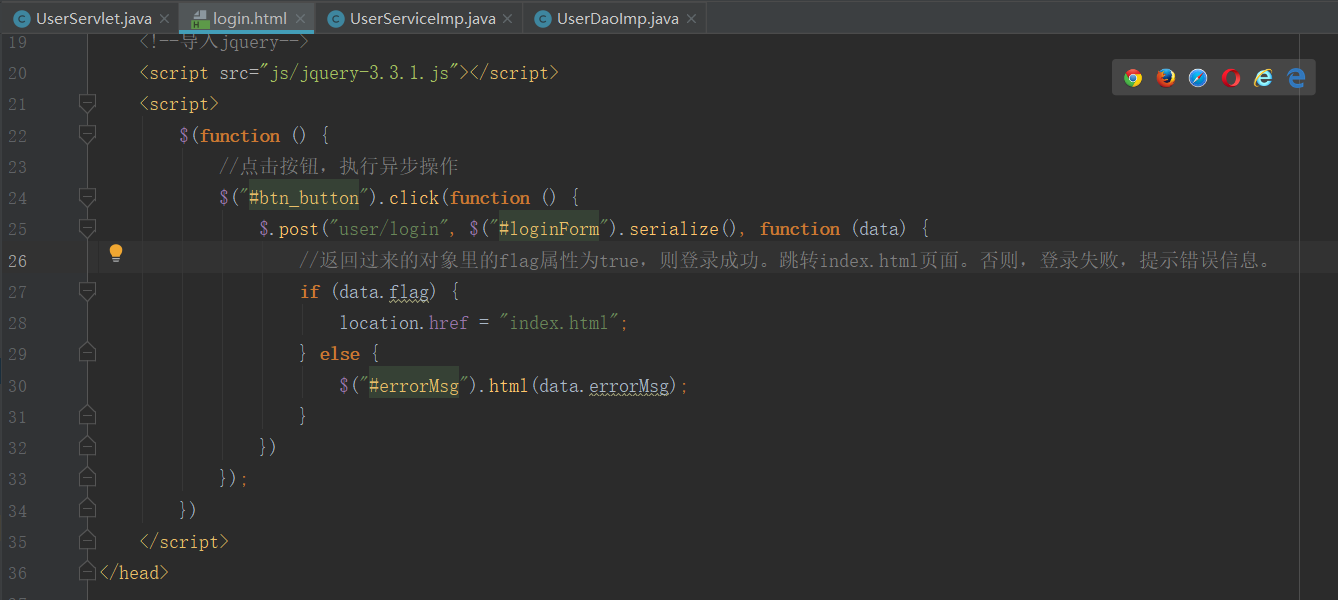 UserServlet.java login.html UserServiceImp.java UserDaoImp.java
19 <!--导入jquery-->
20 <script src="js/jquery-3.3.1.js"></script>
21 <script>
22 $(function () {
23 //点击按钮，执行异步操作
24 $("#btn_button").click(function () {
25 $.post("user/login", $("#loginForm").serialize(), function (data) {
26 //返回过来的对象里的flag属性为true，则登录成功。跳转index.html页面。否则，登录失败，提示错误信息。
27 if (data.flag) {
28 location.href = "index.html";
29 } else {
30 $("#errorMsg").html(data.errorMsg);
31 }
32 })
33 });
34 })
35 </script>
36 </head>